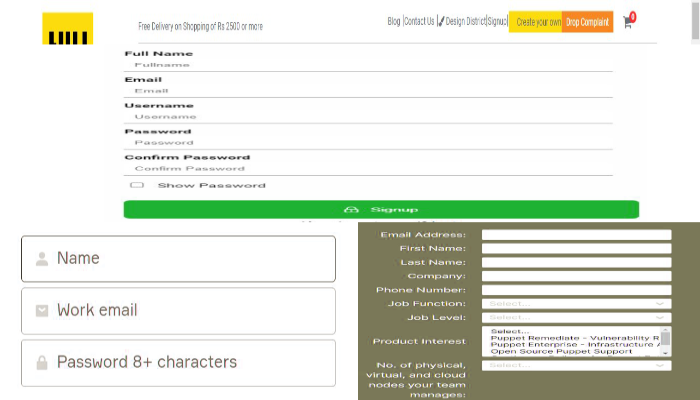 Free Delivery on Shopping of Rs 2500 or more
Blog |Contact Us | Design District|Signup| Create your own Drop Complaint 0
Full Name
Fullname
Email
Email
Username
Username
Password
Password
Confirm Password
Confirm Password
Show Password
Signup
Name
Work email
Password 8+ characters
Email Address:
First Name:
Last Name:
Company:
Phone Number:
Job Function: Select...
Job Level: Select...
Product Interest
Select...
Puppet Remediate - Vulnerability R
Puppet Enterprise - Infrastructure A
Open Source Puppet Support
No. of physical, Select...
virtual, and cloud
nodes your team
manages: